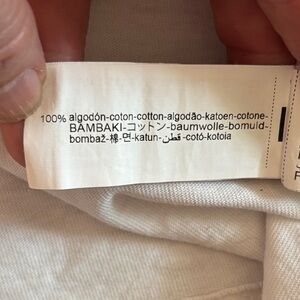 100% algodón-coton-cotton-algodão-katoen-cotone-
BAMBAKI-コットン-baumwolle-bomuld-
bombaž-棉-면-katun-قطن-cotó-kotoia